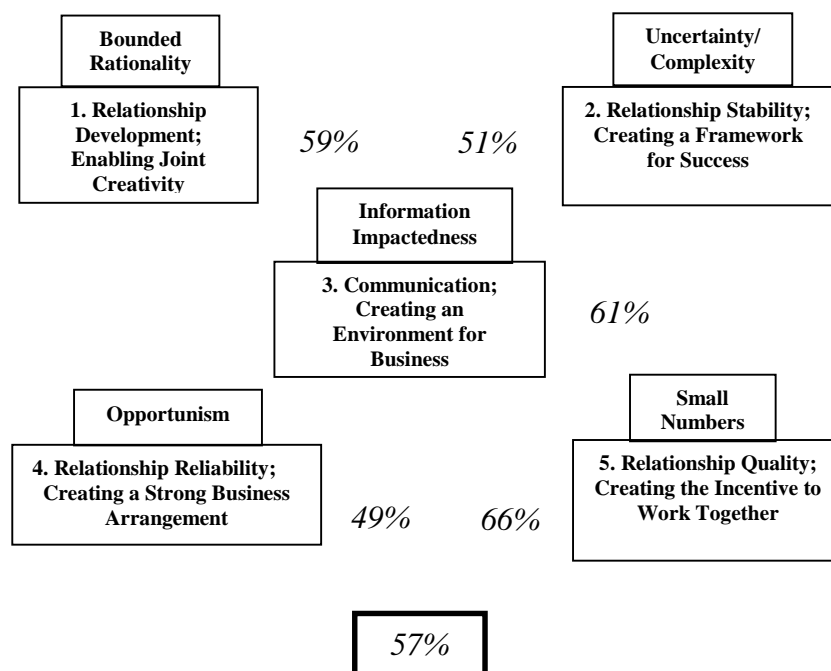 Bounded
Rationality
1. Relationship
Development;
Enabling Joint
Creativity
59%
51%
Uncertainty/
Complexity
2. Relationship Stability;
Creating a Framework
for Success
Information
Impactedness
3. Communication;
Creating an
Environment for
Business
61%
Opportunism
4. Relationship Reliability;
Creating a Strong Business
Arrangement
49%
66%
Small
Numbers
5. Relationship Quality;
Creating the Incentive to
Work Together
57%